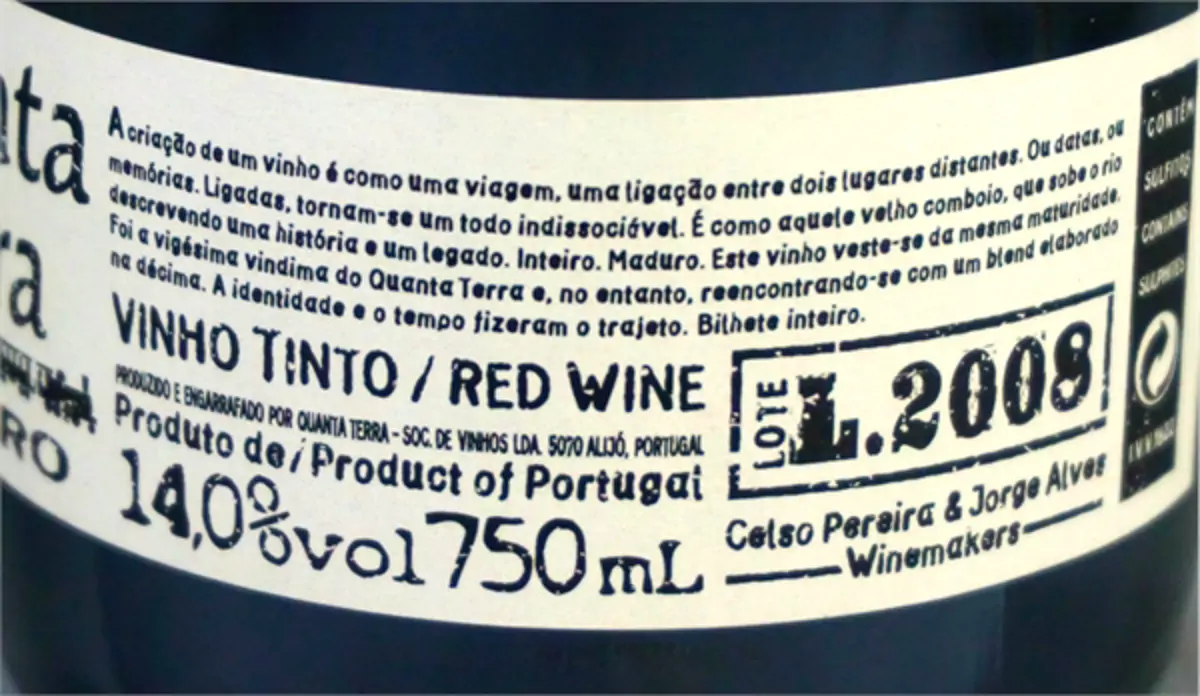 A criação de um vinho é como uma viagem, uma ligação entre dois lugares distantes. Ou datas, ou
memórias. Ligadas, tornam-se um todo indissociável. É como aquele velho comboio, que sobe o rio
descrevendo uma história e um legado. Inteiro. Maduro. Este vinho veste-se da mesma maturidade.
Foi a vigésima vindima do Quanta Terra e, no entanto, reencontrando-se com um blend elaborado
na décima. A identidade e o tempo fizeram o trajeto. Bilhete inteiro.
VINHO TINTO / RED WINE
PRODUZIDO E ENGARRAFADO POR QUANTA TERRA - SOC. DE VINHOS LDA. 5070 ALIJÓ, PORTUGAL
Produto de / Product of Portugal
14,0%vol 750mL
LOTE L.2008
Celso Pereira & Jorge Alves
Winemakers
CONTÉM
SULFITOS
CONTAINS
SULPHITES